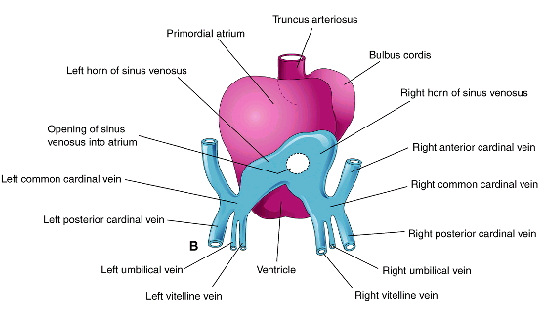 Truncus arteriosus
Primordial atrium
Bulbus cordis
Left horn of sinus venosus
Right horn of sinus venosus
Opening of sinus
venosus into atrium
Right anterior cardinal vein
Left common cardinal vein
Right common cardinal vein
Left posterior cardinal vein
Right posterior cardinal vein
B
Left umbilical vein
Ventricle
Right umbilical vein
Left vitelline vein
Right vitelline vein